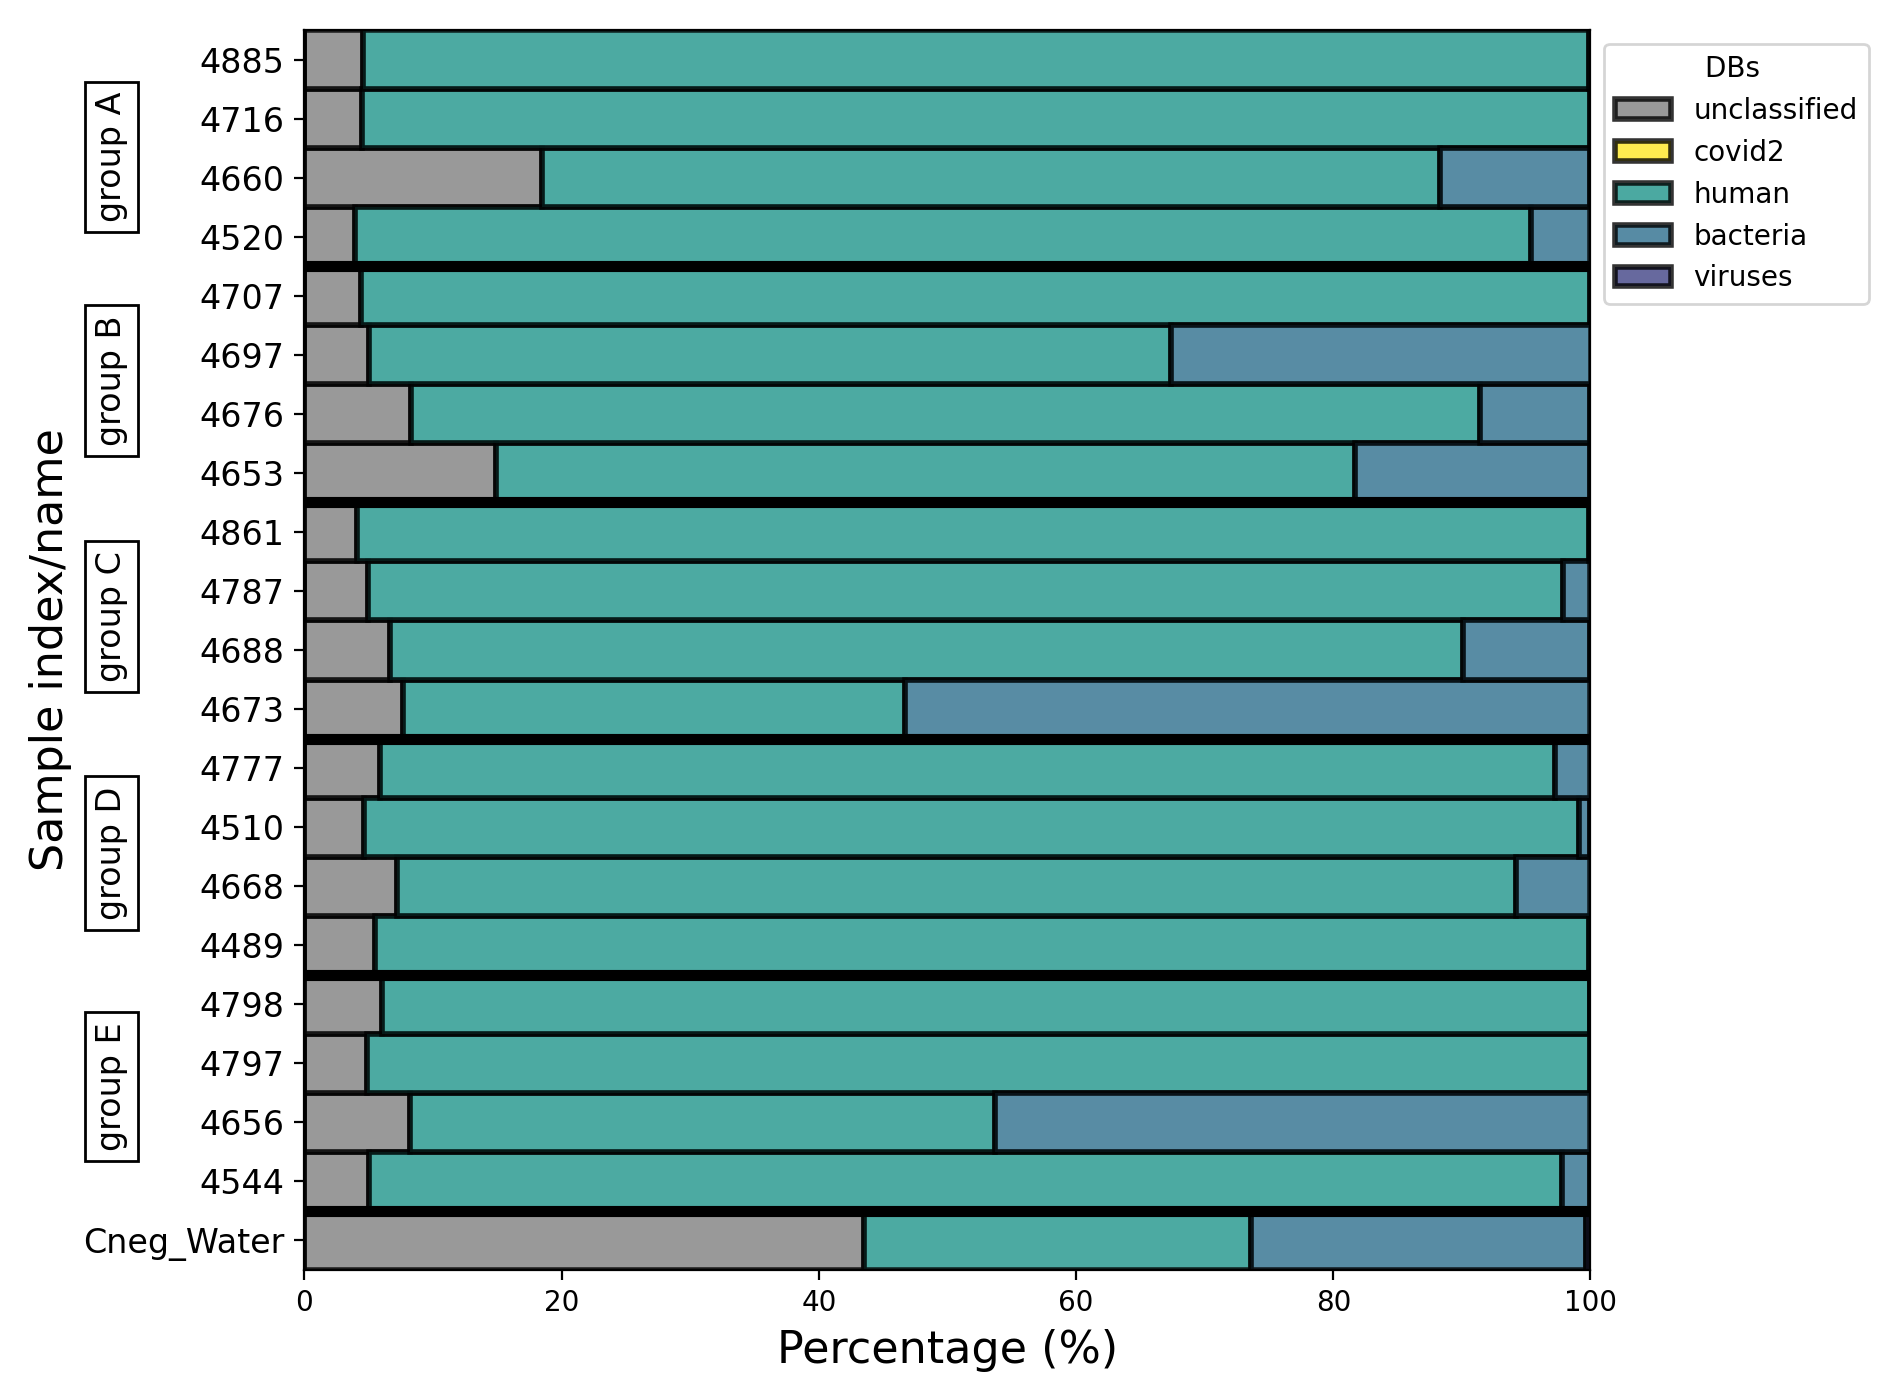 Sample index/name
group A
group B
group C
group D
group E
4885
4716
4660
4520
4707
4697
4676
4653
4861
4787
4688
4673
4777
4510
4668
4489
4798
4797
4656
4544
Cneg_Water
0 20 40 60 80 100
Percentage (%)
DBs
unclassified
covid2
human
bacteria
viruses